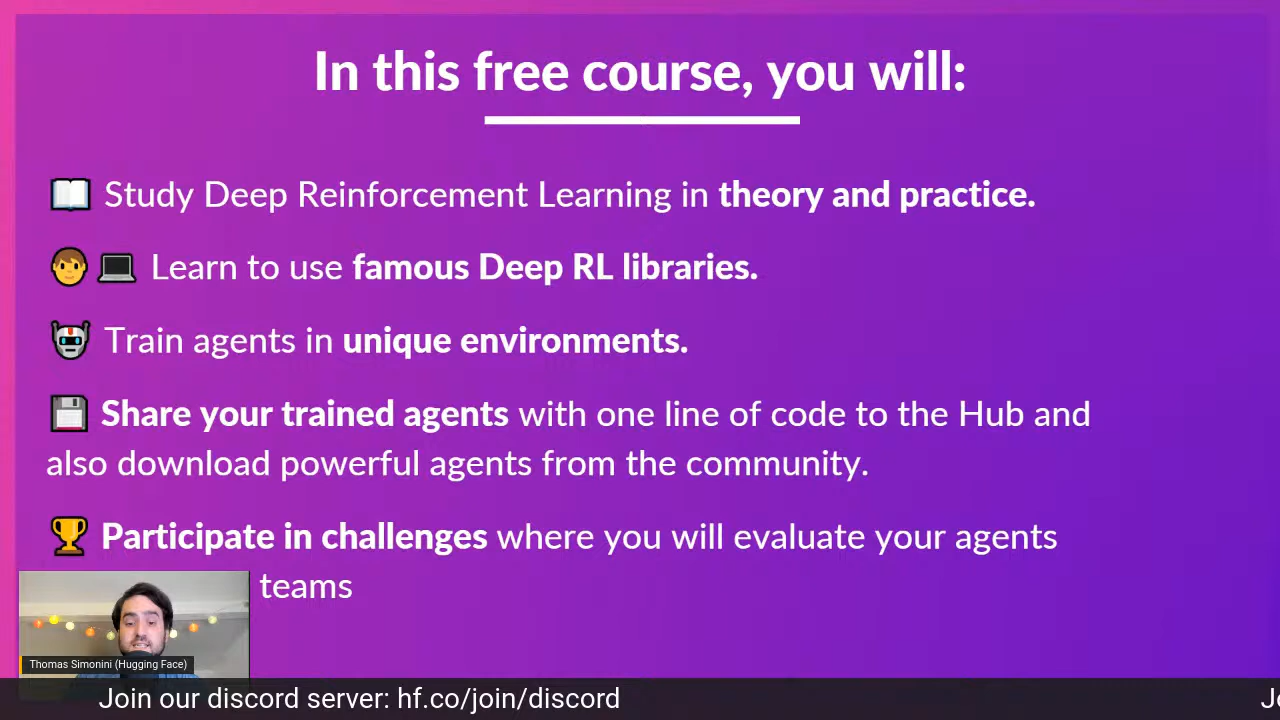 In this free course, you will:
📖 Study Deep Reinforcement Learning in theory and practice.
🧑💻 Learn to use famous Deep RL libraries.
🤖 Train agents in unique environments.
💾 Share your trained agents with one line of code to the Hub and
also download powerful agents from the community.
🏆 Participate in challenges where you will evaluate your agents
teams
Thomas Simonini (Hugging Face)
Join our discord server: hf.co/join/discord